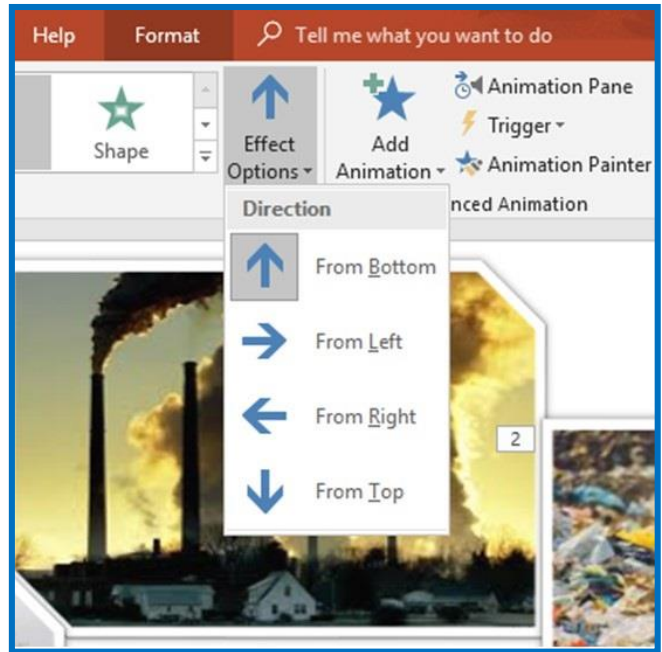 Help Format Tell me what you want to do
Shape
Effect
Options
Add
Animation
Animation Pane
Trigger
Animation Painter
nced Animation
Direction
From Bottom
From Left
From Right
From Top
2